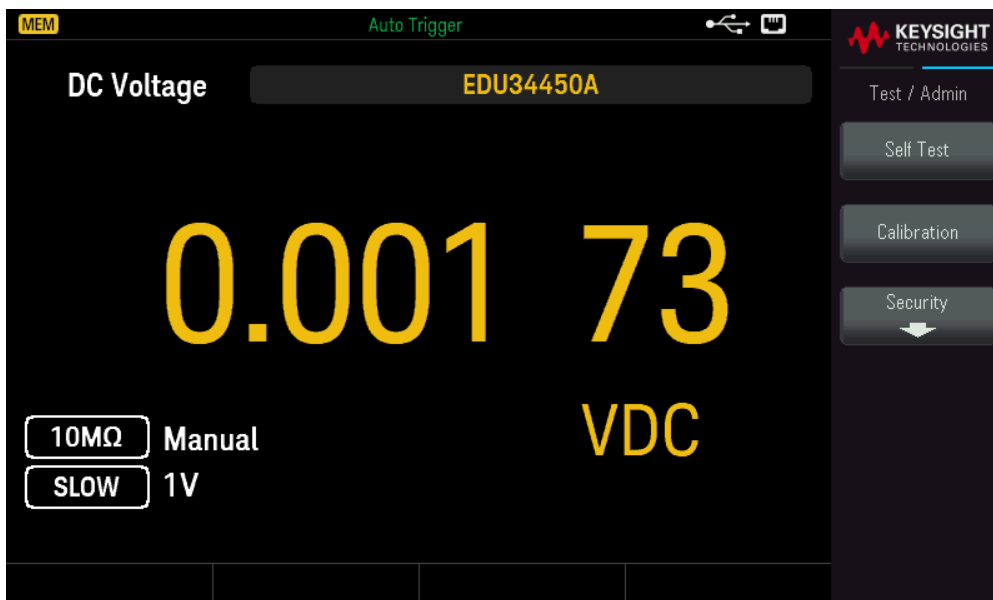 MEM Auto Trigger
KEYSIGHT
TECHNOLOGIES
DC Voltage EDU34450A
Test / Admin
Self Test
0.001 73
Calibration
Security
VDC
10MΩ Manual
SLOW 1V